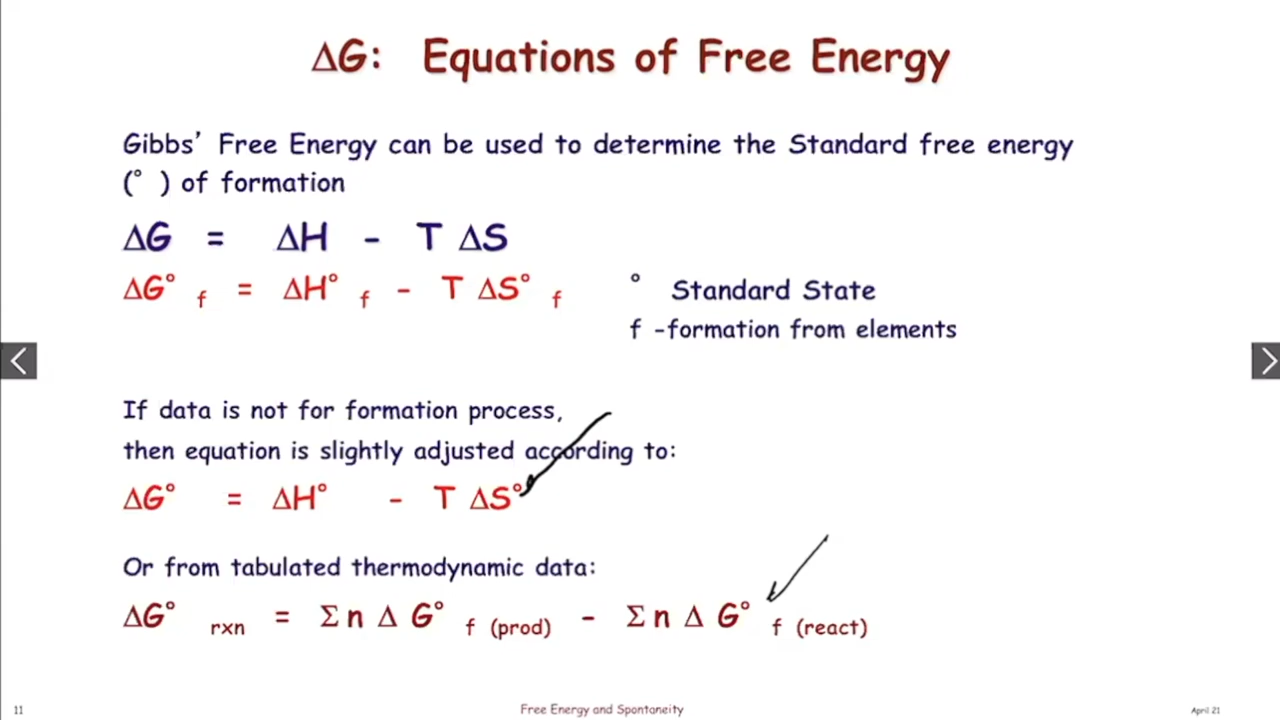 ΔG: Equations of Free Energy
Gibbs’ Free Energy can be used to determine the Standard free energy
(° ) of formation
ΔG = ΔH - T ΔS
ΔG° f = ΔH° f - T ΔS° f
° Standard State
f -formation from elements
If data is not for formation process,
then equation is slightly adjusted according to:
ΔG° = ΔH° - T ΔS°
Or from tabulated thermodynamic data:
ΔG° rxn = Σ n Δ G° f (prod) - Σ n Δ G° f (react)
11
Free Energy and Spontaneity
April 21